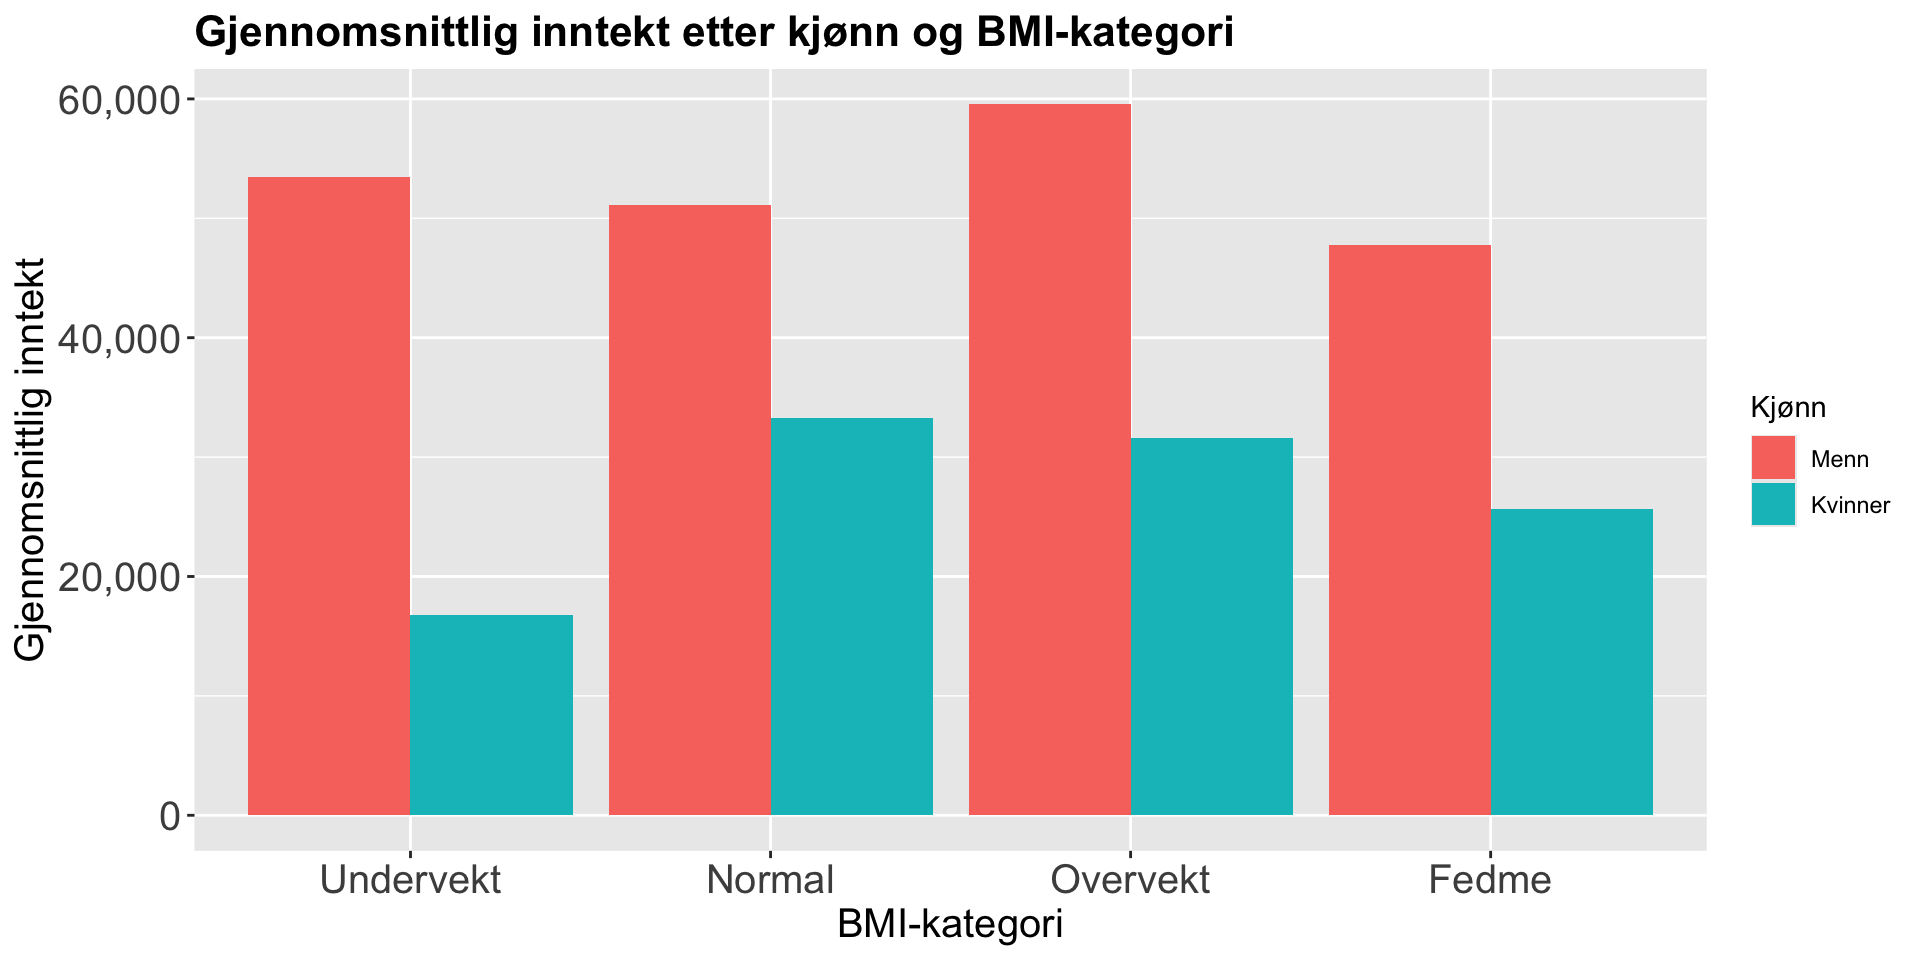 Gjennomsnittlig inntekt etter kjønn og BMI-kategori
Gjennomsnittlig inntekt
60,000
40,000
20,000
0
Undervekt
Normal
Overvekt
Fedme
BMI-kategori
Kjønn
Menn
Kvinner